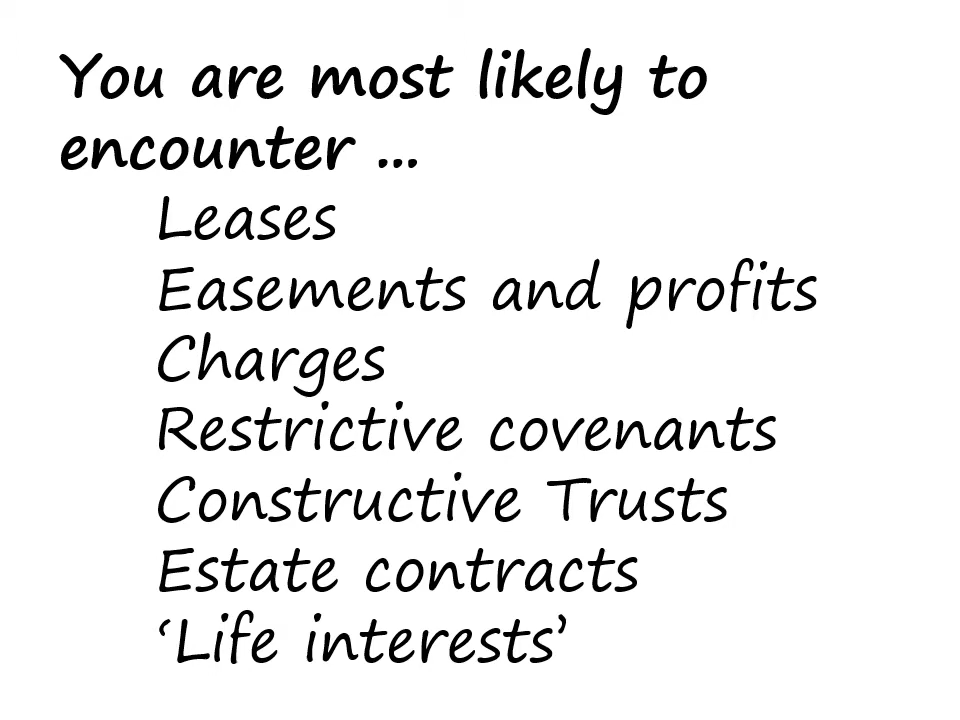 You are most likely to
encounter ...
Leases
Easements and profits
Charges
Restrictive covenants
Constructive Trusts
Estate contracts
‘Life interests’